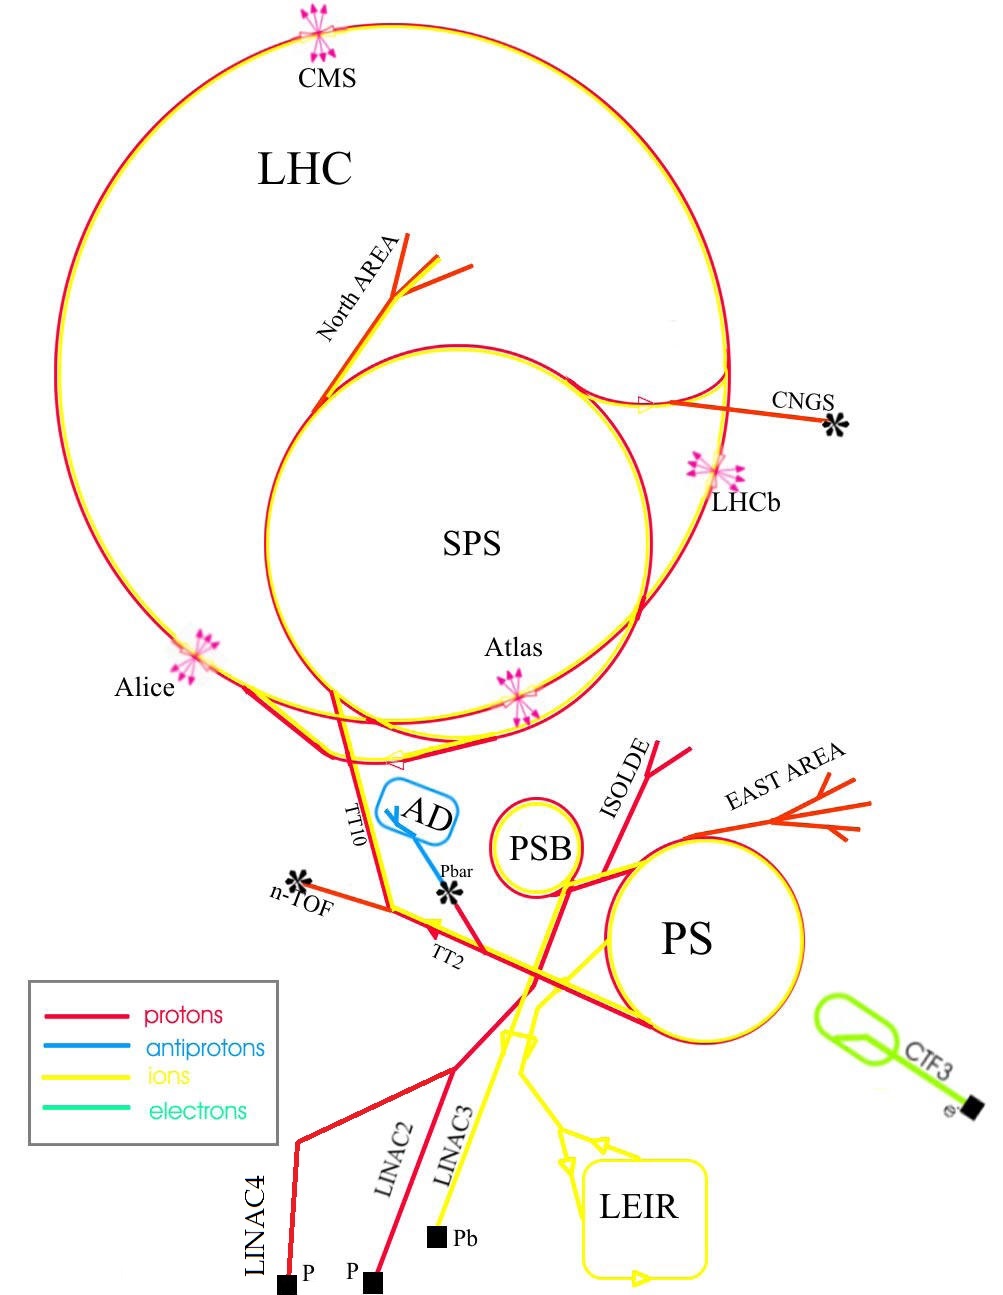 CMS
LHC
North AREA
CNGS
LHCb
SPS
Atlas
Alice
ISOLDE
EAST AREA
TT10
AD
PSB
Pbar
n-TOF
PS
TT2
protons
antiprotons
ions
electrons
CTF3
e-
LINAC2
LINAC3
LINAC4
LEIR
Pb
P
P